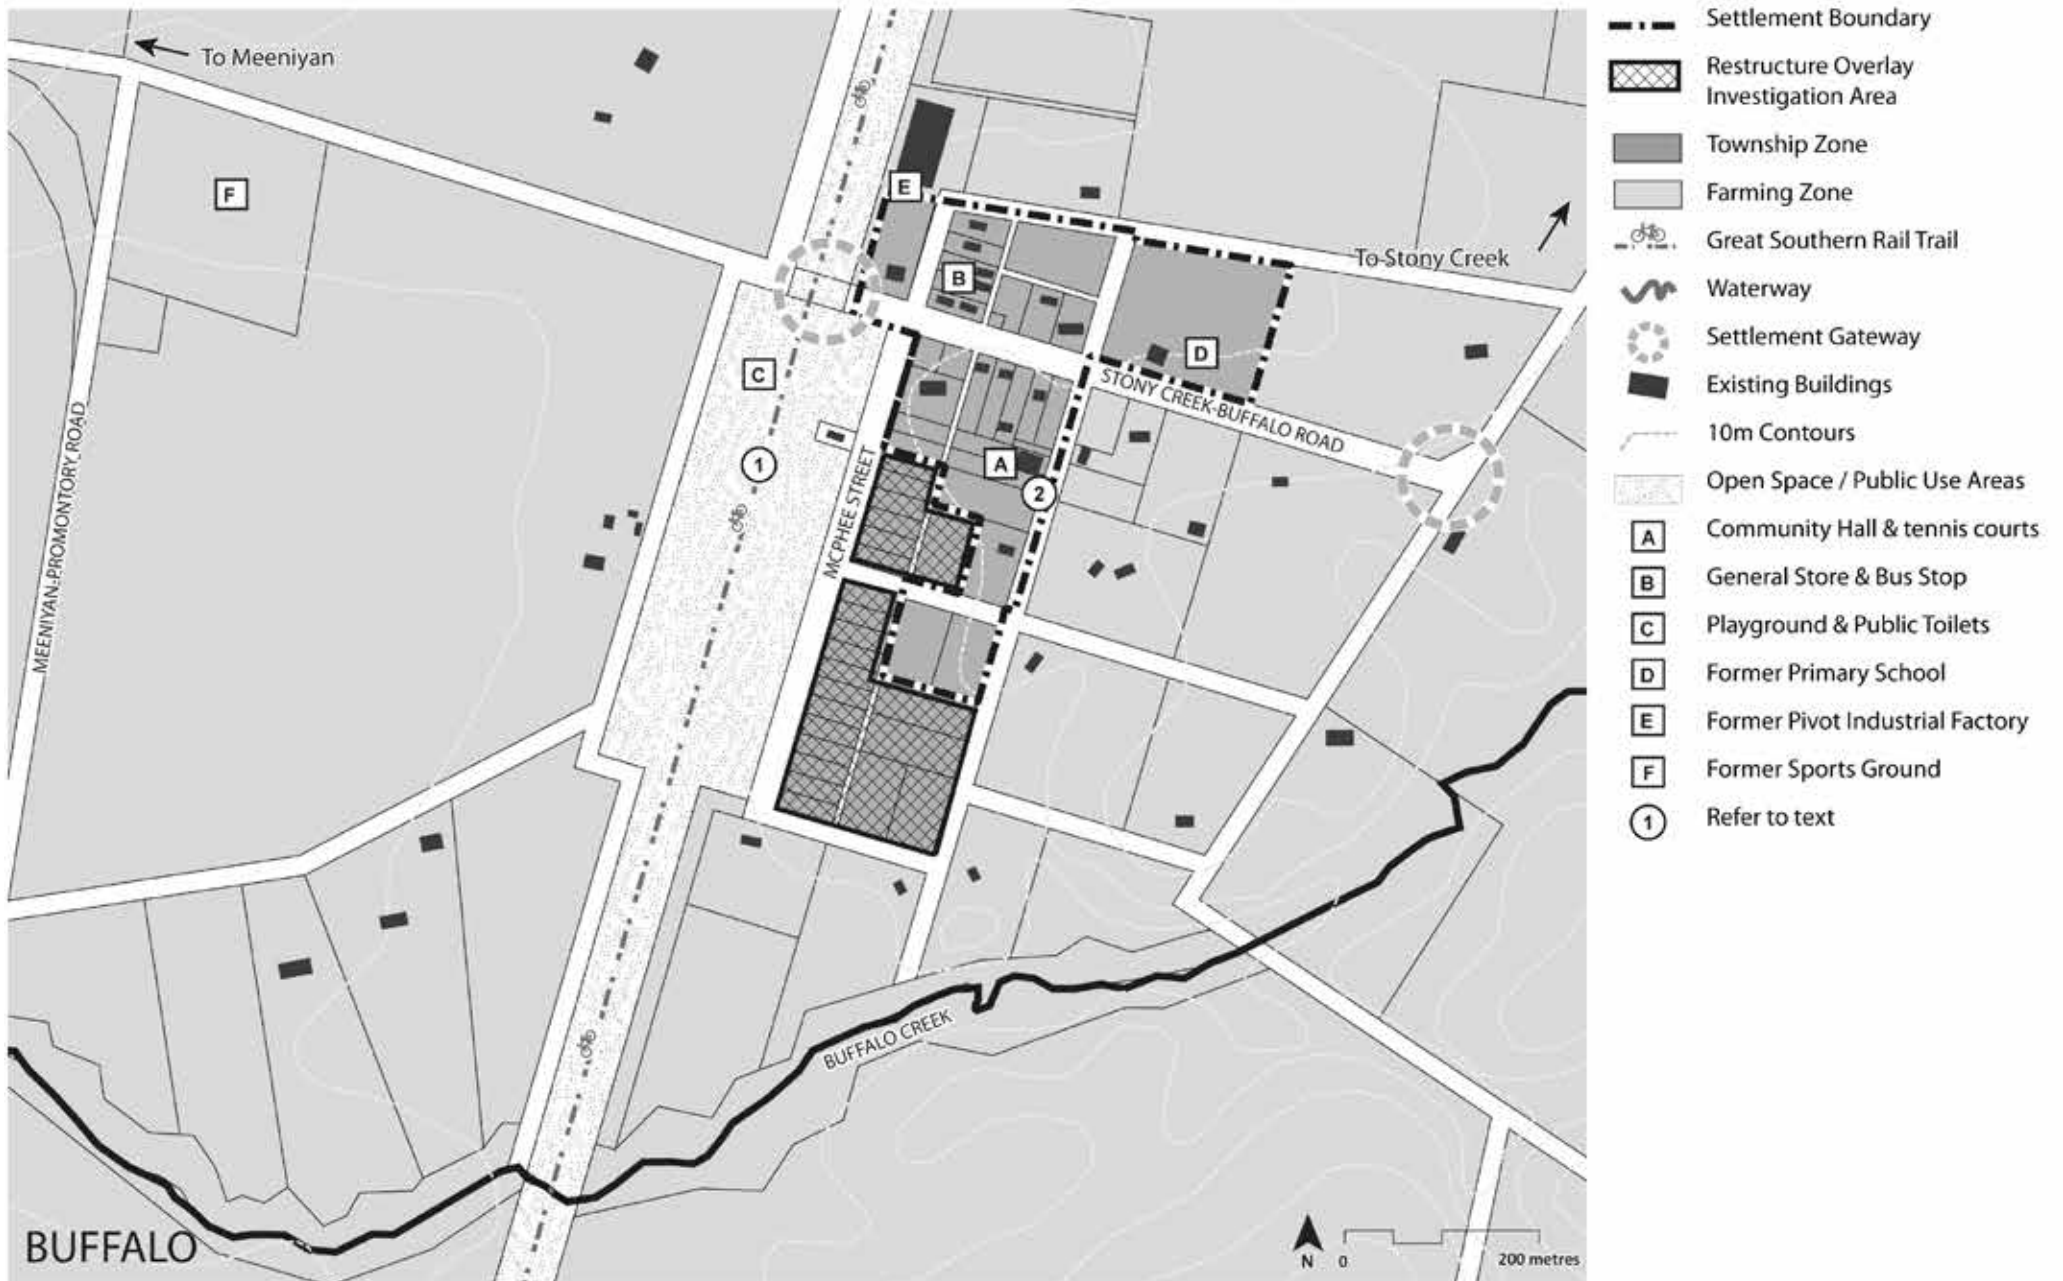 To Meeniyan
F
E
B
To Stony Creek
D
C
STONY CREEK-BUFFALO ROAD
A
1
2
MCPHEE STREET
MEENIYAN-PROMONTORY ROAD
BUFFALO CREEK
BUFFALO
N
0
200 metres
Settlement Boundary
Restructure Overlay
Investigation Area
Township Zone
Farming Zone
Great Southern Rail Trail
Waterway
Settlement Gateway
Existing Buildings
10m Contours
Open Space / Public Use Areas
A Community Hall & tennis courts
B General Store & Bus Stop
C Playground & Public Toilets
D Former Primary School
E Former Pivot Industrial Factory
F Former Sports Ground
1 Refer to text